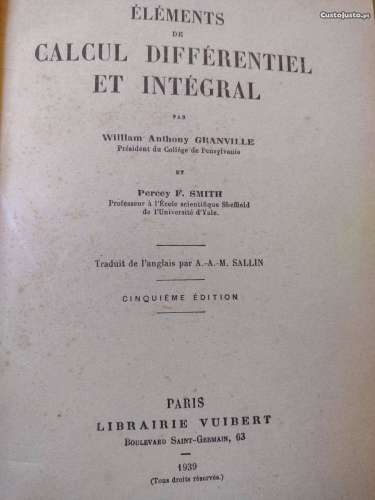 CustoJusto.pt
ÉLÉMENTS
DE
CALCUL DIFFÉRENTIEL
ET INTÉGRAL
PAR
William Anthony GRANVILLE
Président du Collège de Pensylvanie
ET
Percey F. SMITH
Professeur à l'École scientifique Sheffield
de l'Université d'Yale.
Traduit de l'anglais par A.-A.-M. SALLIN
CINQUIÈME ÉDITION
PARIS
LIBRAIRIE VUIBERT
BOULEVARD SAINT-GERMAIN, 63
1939
(Tous droits réservés.)